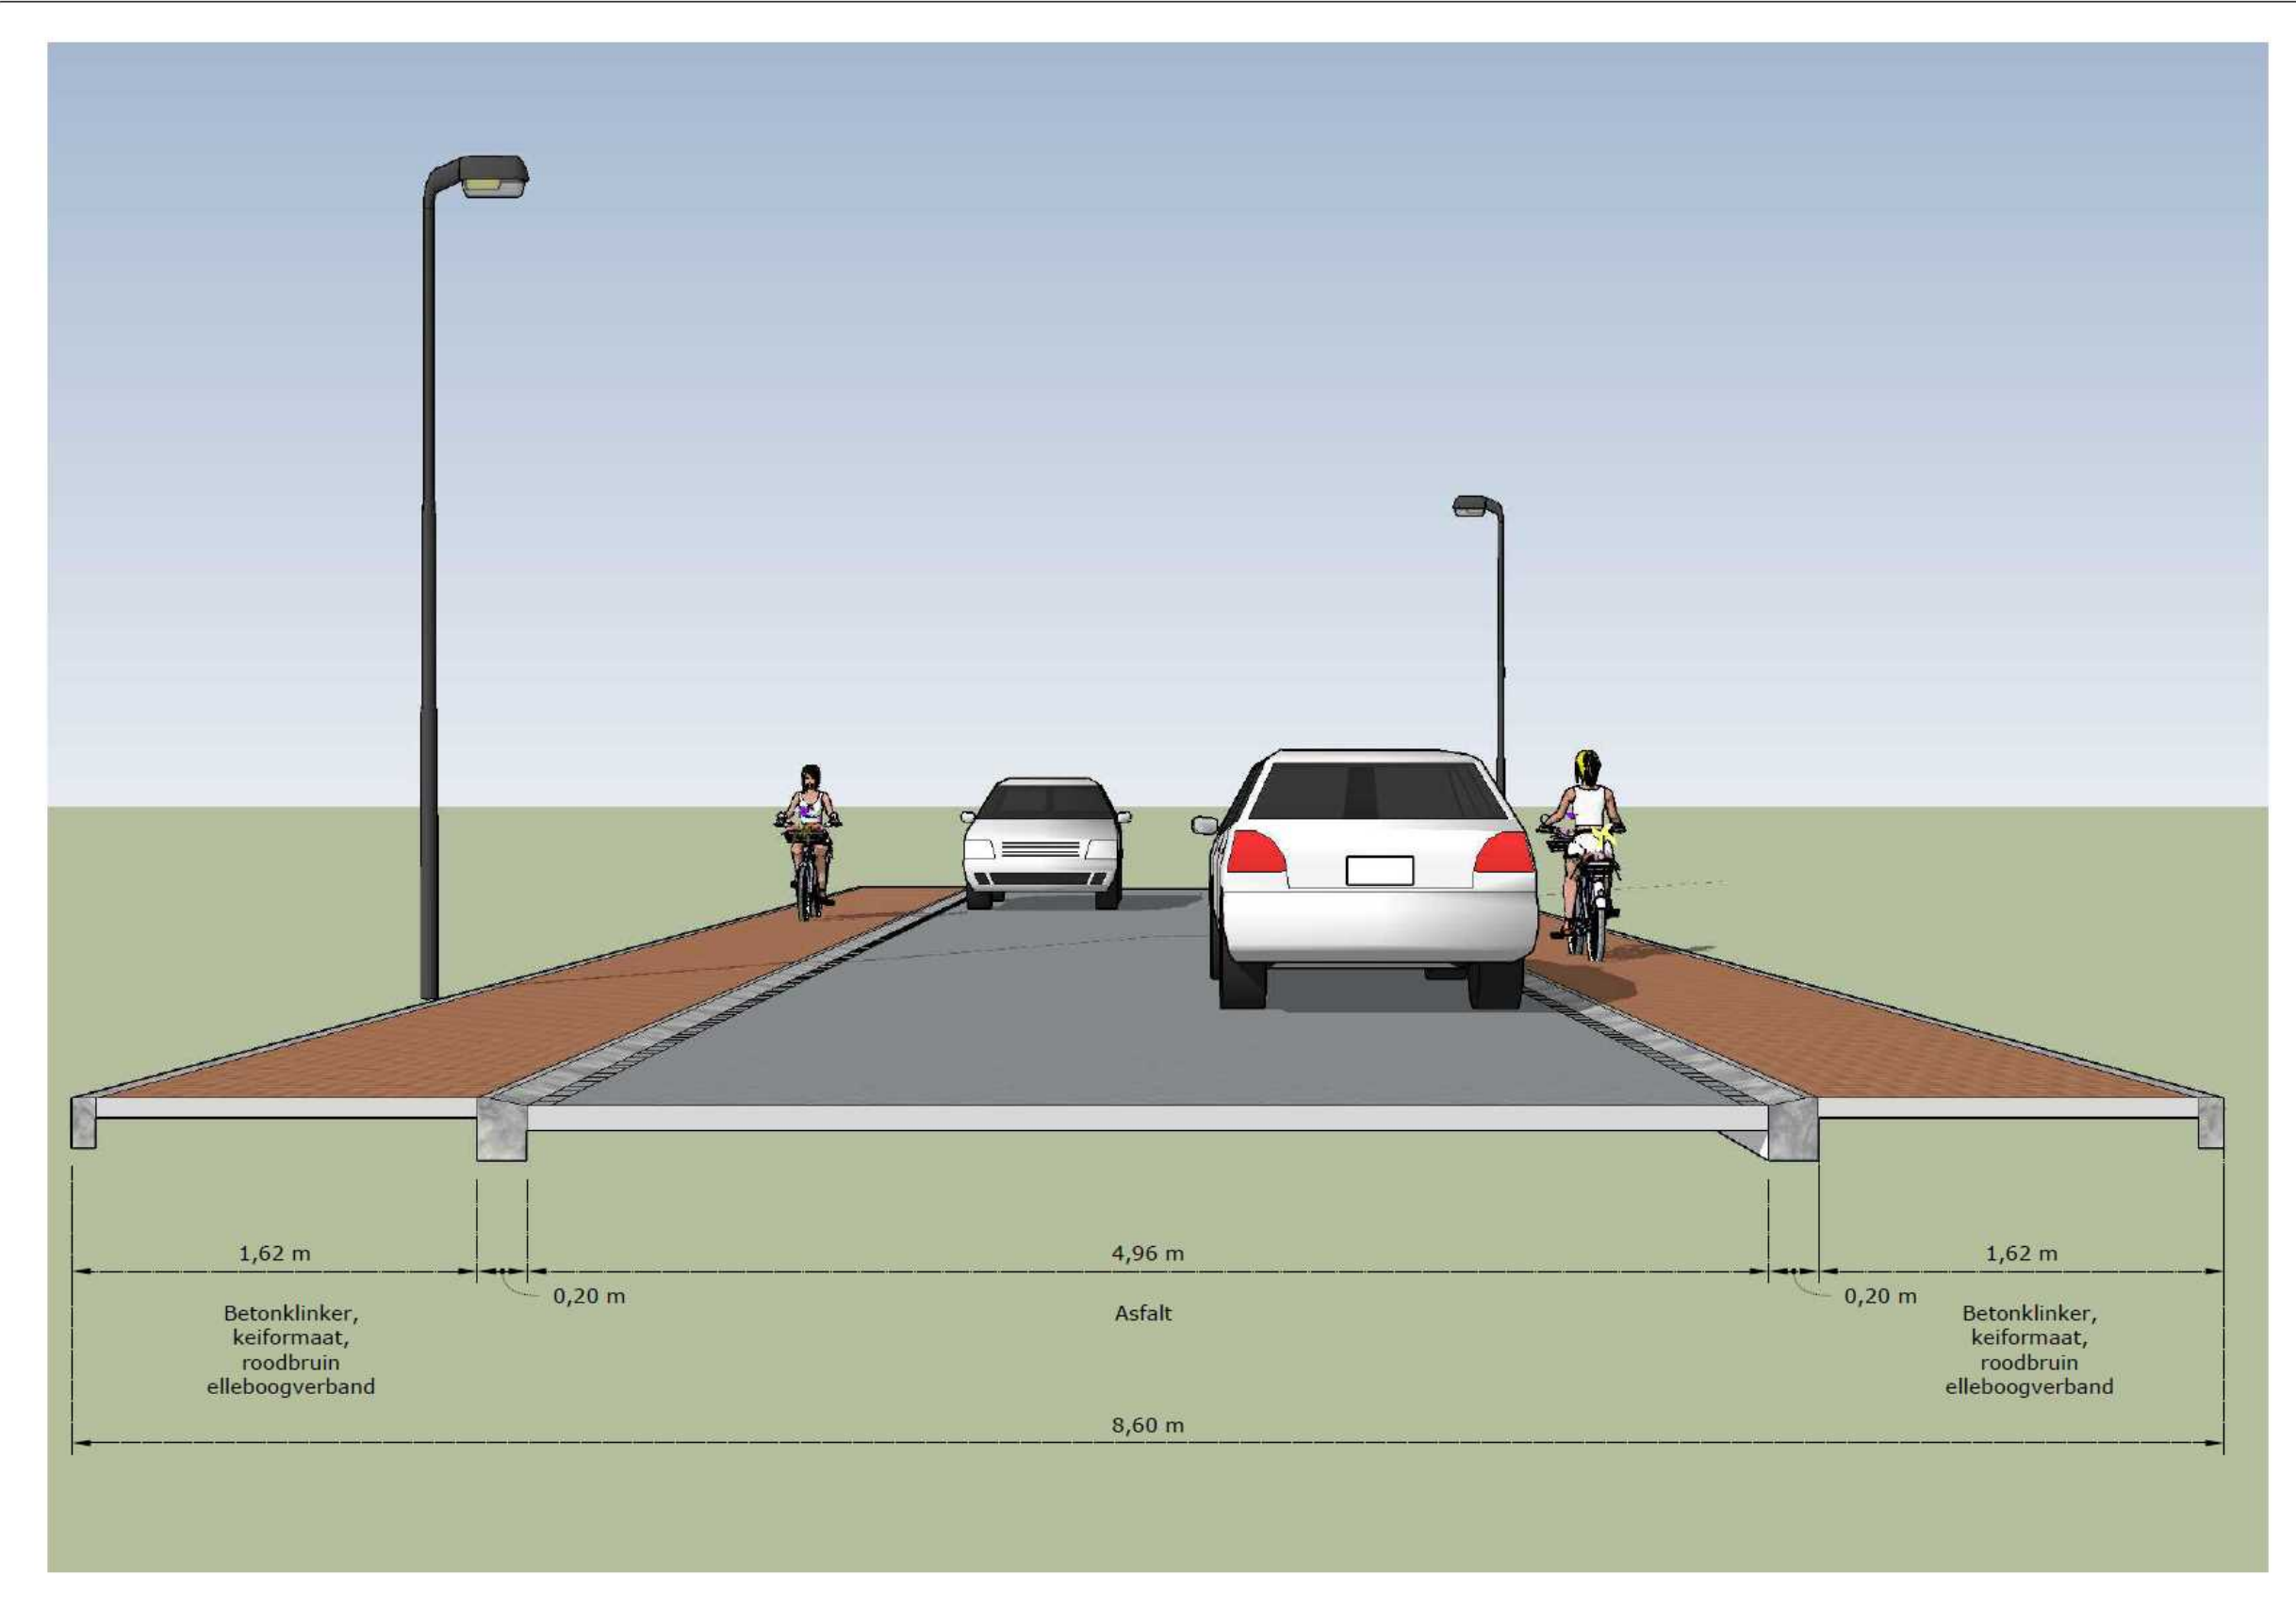 1,62 m
4,96 m
1,62 m
0,20 m
0,20 m
Betonklinker,
keiformaat,
roodbruin
elleboogverband
Asfalt
Betonklinker,
keiformaat,
roodbruin
elleboogverband
8,60 m